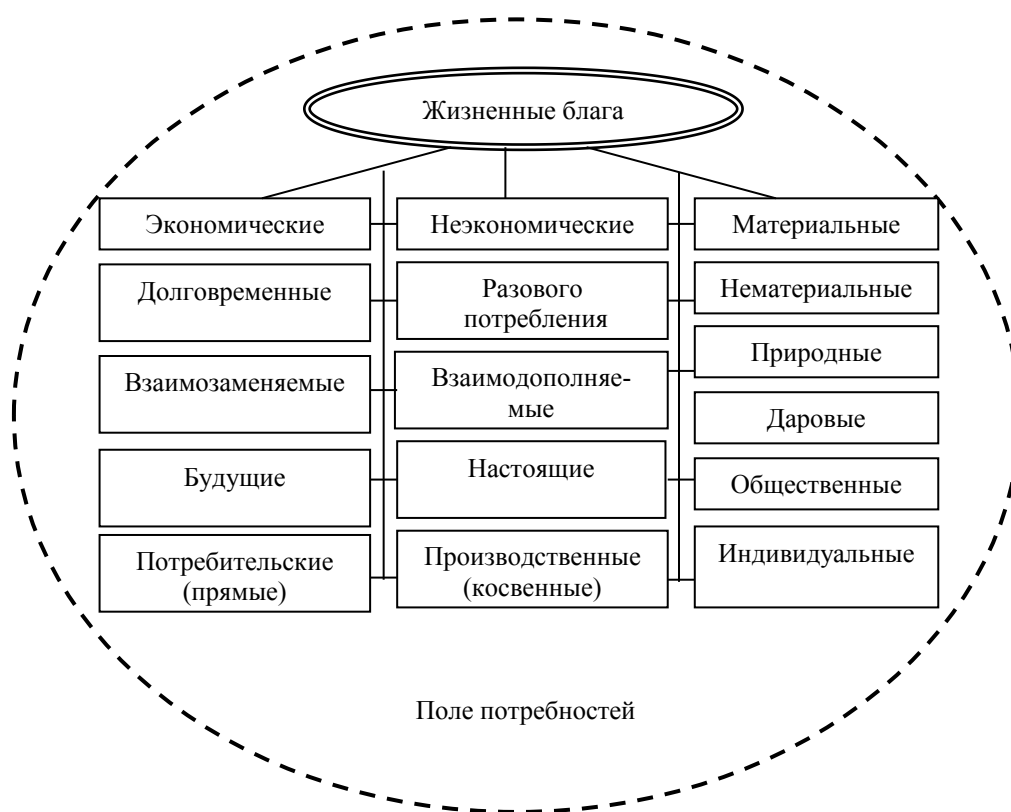 Жизненные блага
Экономические
Неэкономические
Материальные
Долговременные
Разового
потребления
Нематериальные
Природные
Взаимозаменяемые
Взаимодополняе-
мые
Даровые
Будущие
Настоящие
Общественные
Потребительские
(прямые)
Производственные
(косвенные)
Индивидуальные
Поле потребностей